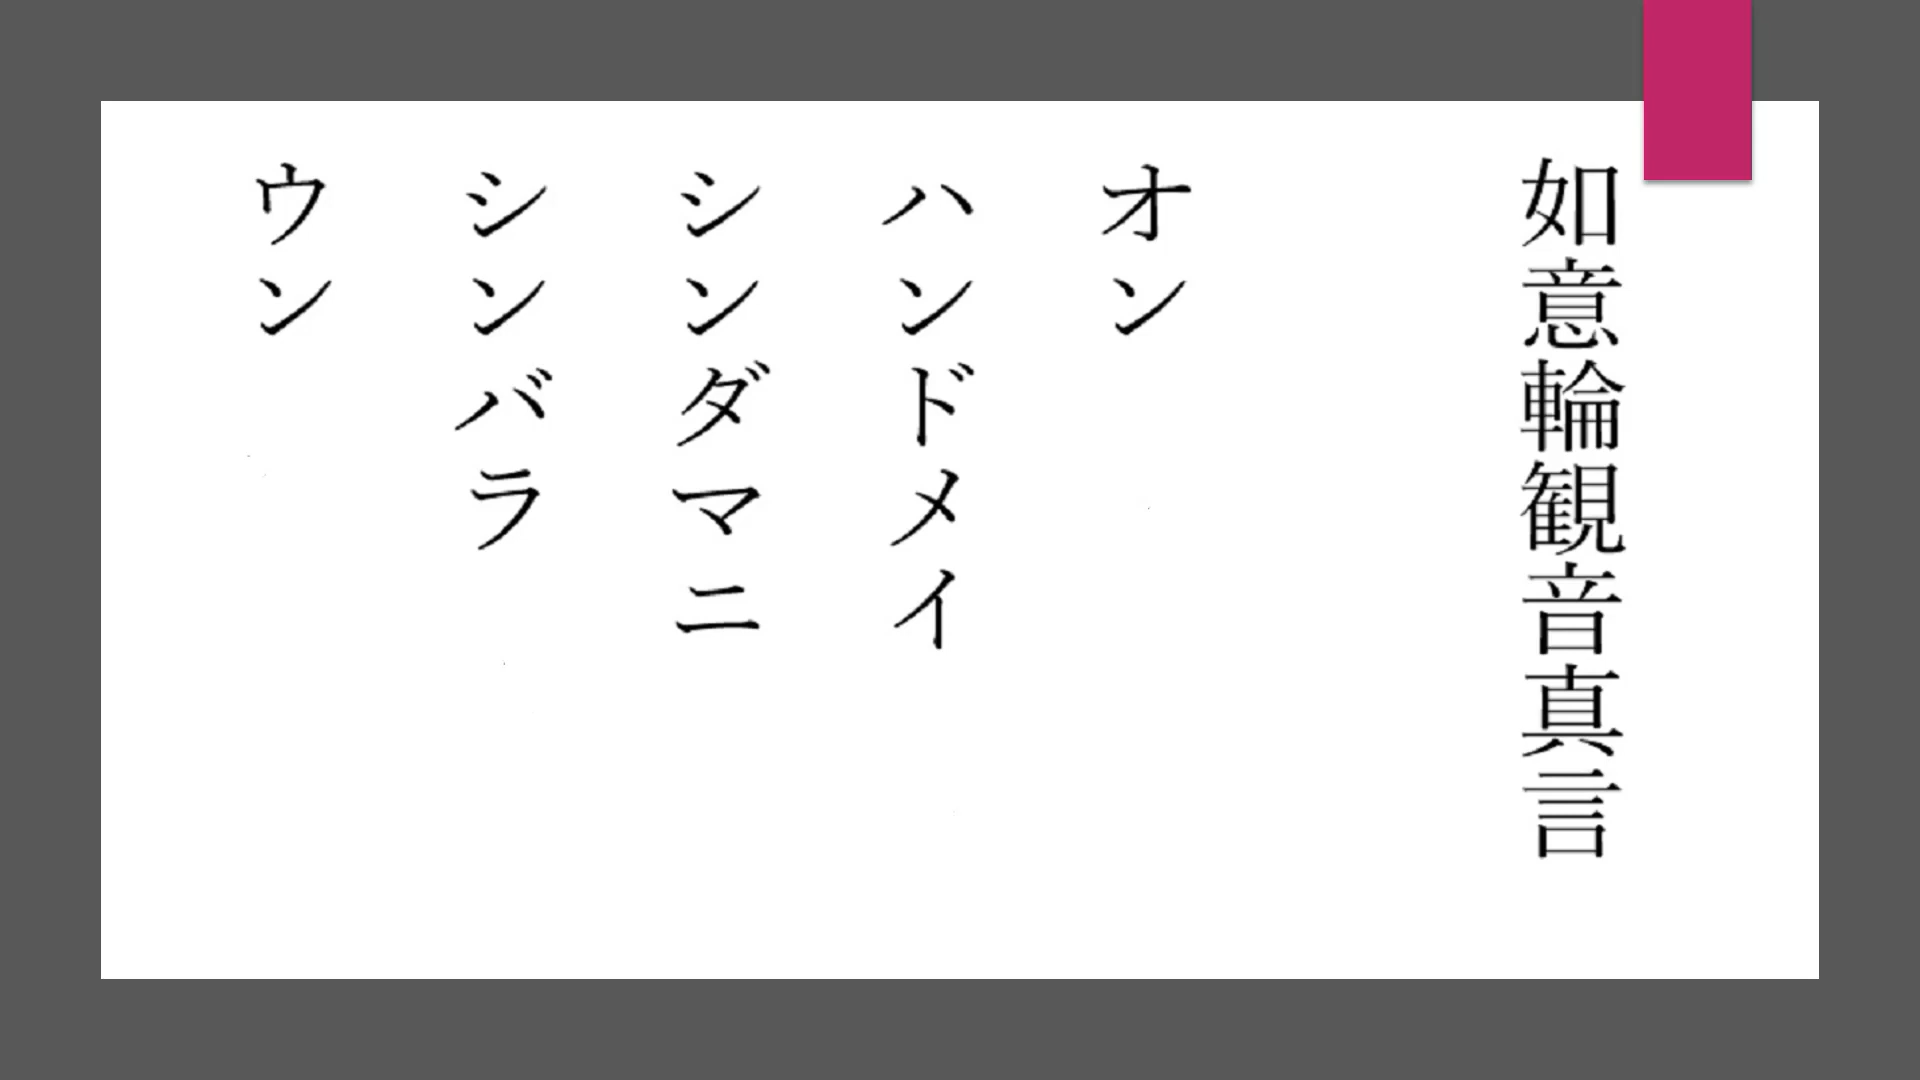 如意輪観音真言
オン
ハンドメイ
シンダマニ
シンバラ
ウン